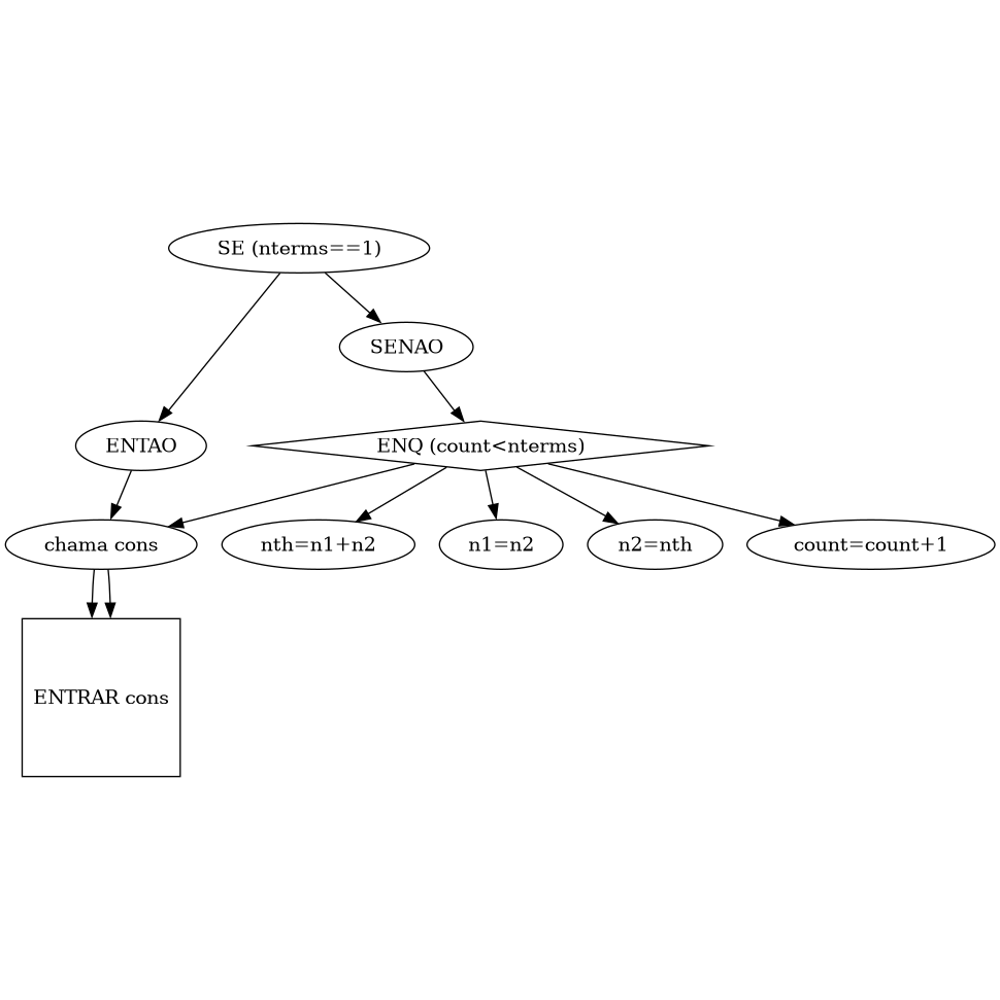 SE (nterms==1)
SENAO
ENTAO
ENQ (count<nterms)
chama cons
nth=n1+n2
n1=n2
n2=nth
count=count+1
ENTRAR cons